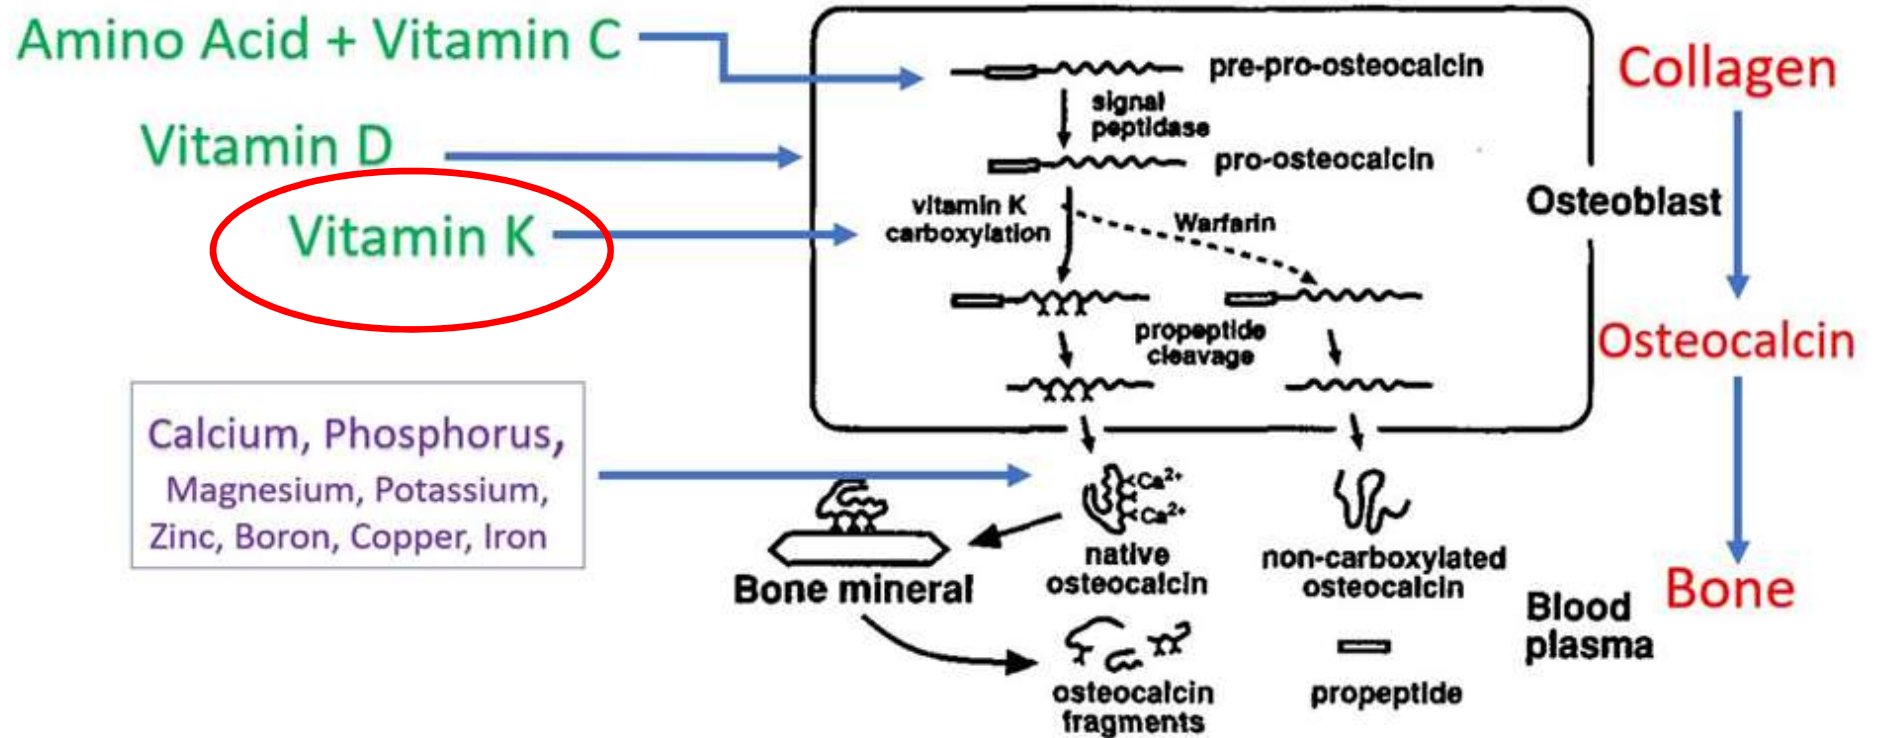 Amino Acid + Vitamin C
Vitamin D
Vitamin K
Calcium, Phosphorus,
Magnesium, Potassium,
Zinc, Boron, Copper, Iron
pre-pro-osteocalcin
signal
peptidase
pro-osteocalcin
vitamin K
carboxylation
Warfarin
propeptide
cleavage
Osteoblast
Ca²⁺
Ca²⁺
native
osteocalcin
non-carboxylated
osteocalcin
Bone mineral
osteocalcin
fragments
propeptide
Blood
plasma
Collagen
Osteocalcin
Bone